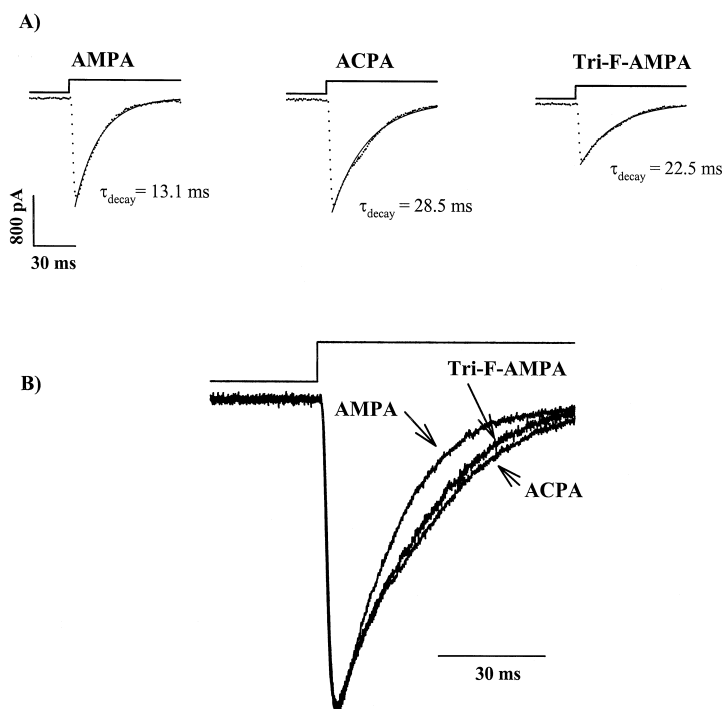 A)
AMPA
ACPA
Tri-F-AMPA
τdecay= 13.1 ms
τdecay = 28.5 ms
τdecay = 22.5 ms
800 pA
30 ms
B)
Tri-F-AMPA
AMPA
ACPA
30 ms